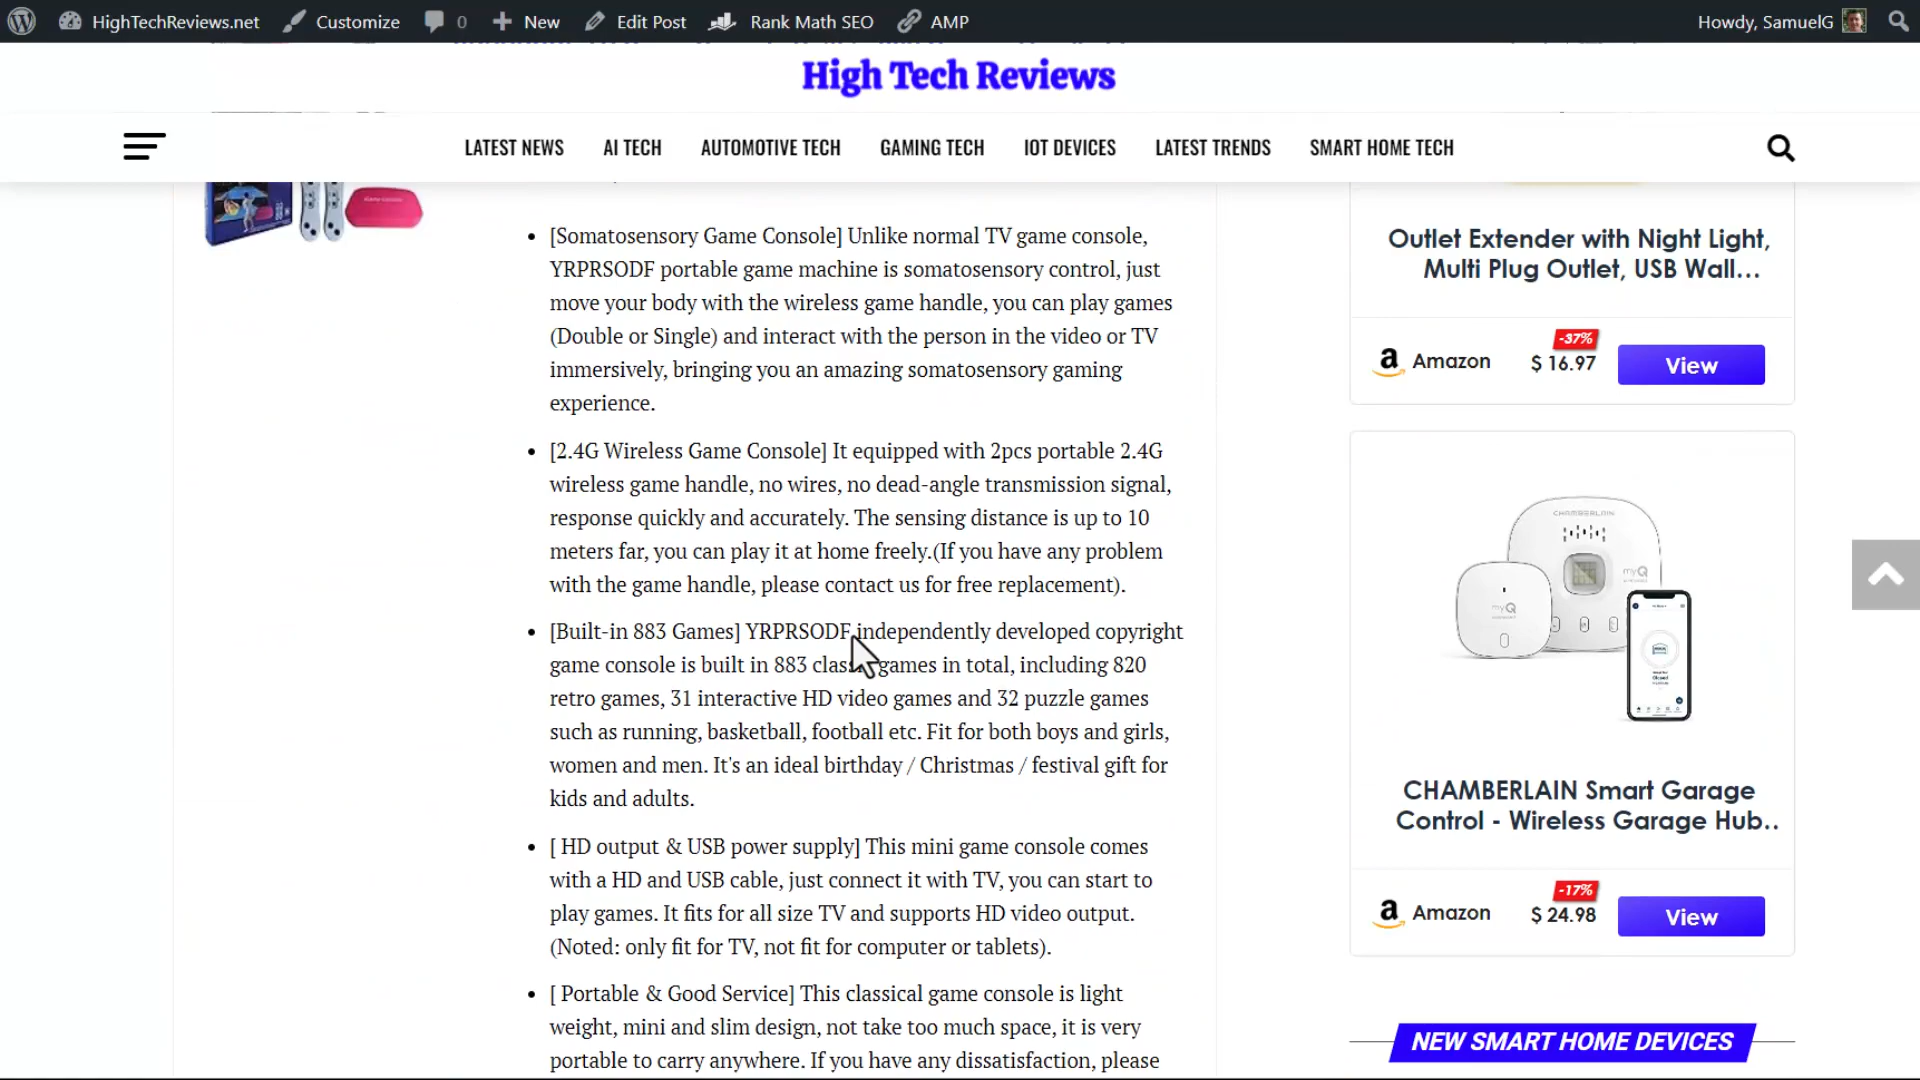 HighTechReviews.net Customize 0 New Edit Post Rank Math SEO AMP Howdy, SamuelG
High Tech Reviews
LATEST NEWS AI TECH AUTOMOTIVE TECH GAMING TECH IOT DEVICES LATEST TRENDS SMART HOME TECH
[Somatosensory Game Console] Unlike normal TV game console,
YRPRSODF portable game machine is somatosensory control, just
move your body with the wireless game handle, you can play games
(Double or Single) and interact with the person in the video or TV
immersively, bringing you an amazing somatosensory gaming
experience.
[2.4G Wireless Game Console] It equipped with 2pcs portable 2.4G
wireless game handle, no wires, no dead-angle transmission signal,
response quickly and accurately. The sensing distance is up to 10
meters far, you can play it at home freely.(If you have any problem
with the game handle, please contact us for free replacement).
[Built-in 883 Games] YRPRSODF independently developed copyright
game console is built in 883 classic games in total, including 820
retro games, 31 interactive HD video games and 32 puzzle games
such as running, basketball, football etc. Fit for both boys and girls,
women and men. It's an ideal birthday / Christmas / festival gift for
kids and adults.
[ HD output & USB power supply] This mini game console comes
with a HD and USB cable, just connect it with TV, you can start to
play games. It fits for all size TV and supports HD video output.
(Noted: only fit for TV, not fit for computer or tablets).
[ Portable & Good Service] This classical game console is light
weight, mini and slim design, not take too much space, it is very
portable to carry anywhere. If you have any dissatisfaction, please
Outlet Extender with Night Light,
Multi Plug Outlet, USB Wall...
-37%
Amazon $ 16.97 View
CHAMBERLAIN
myQ
myQ
CHAMBERLAIN Smart Garage
Control - Wireless Garage Hub..
-17%
Amazon $ 24.98 View
NEW SMART HOME DEVICES